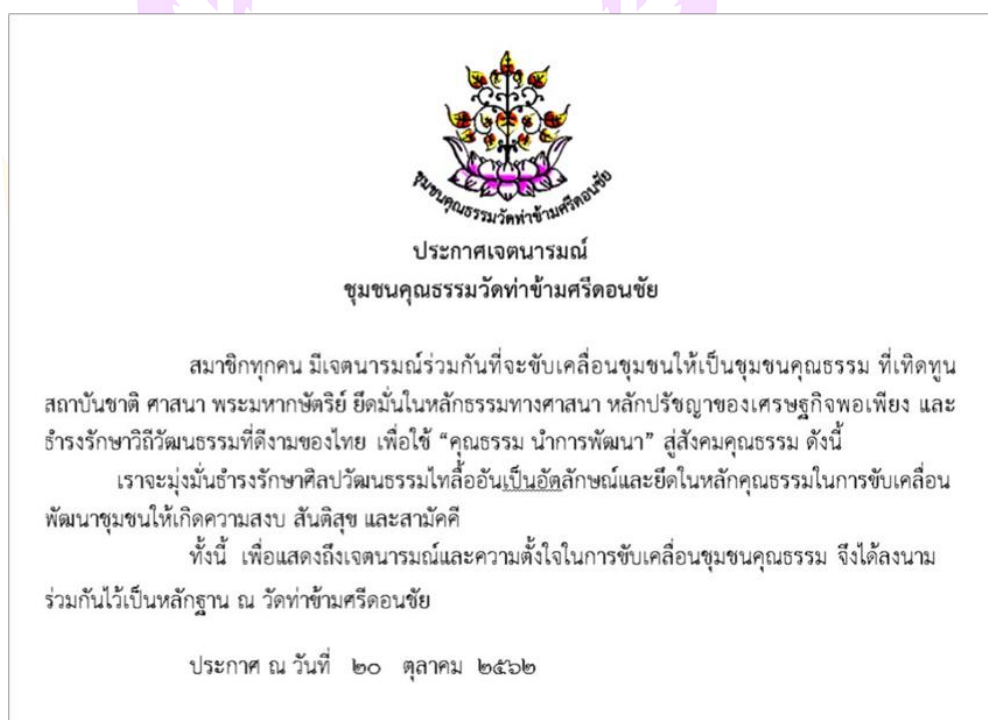 ชุมชนคุณธรรมวัดท่าข้ามศรีดอนชัย
ประกาศเจตนารมณ์
ชุมชนคุณธรรมวัดท่าข้ามศรีดอนชัย
สมาชิกทุกคน มีเจตนารมณ์ร่วมกันที่จะขับเคลื่อนชุมชนให้เป็นชุมชนคุณธรรม ที่เทิดทูน
สถาบันชาติ ศาสนา พระมหากษัตริย์ ยึดมั่นในหลักธรรมทางศาสนา หลักปรัชญาของเศรษฐกิจพอเพียง และ
ธำรงรักษาวิถีวัฒนธรรมที่ดีงามของไทย เพื่อใช้ “คุณธรรม นำการพัฒนา” สู่สังคมคุณธรรม ดังนี้
เราจะมุ่งมั่นธำรงรักษาศิลปวัฒนธรรมไทลื้ออันเป็นอัตลักษณ์และยึดในหลักคุณธรรมในการขับเคลื่อน
พัฒนาชุมชนให้เกิดความสงบ สันติสุข และสามัคคี
ทั้งนี้ เพื่อแสดงถึงเจตนารมณ์และความตั้งใจในการขับเคลื่อนชุมชนคุณธรรม จึงได้ลงนาม
ร่วมกันไว้เป็นหลักฐาน ณ วัดท่าข้ามศรีดอนชัย
ประกาศ ณ วันที่ ๒๐ ตุลาคม ๒๕๖๒